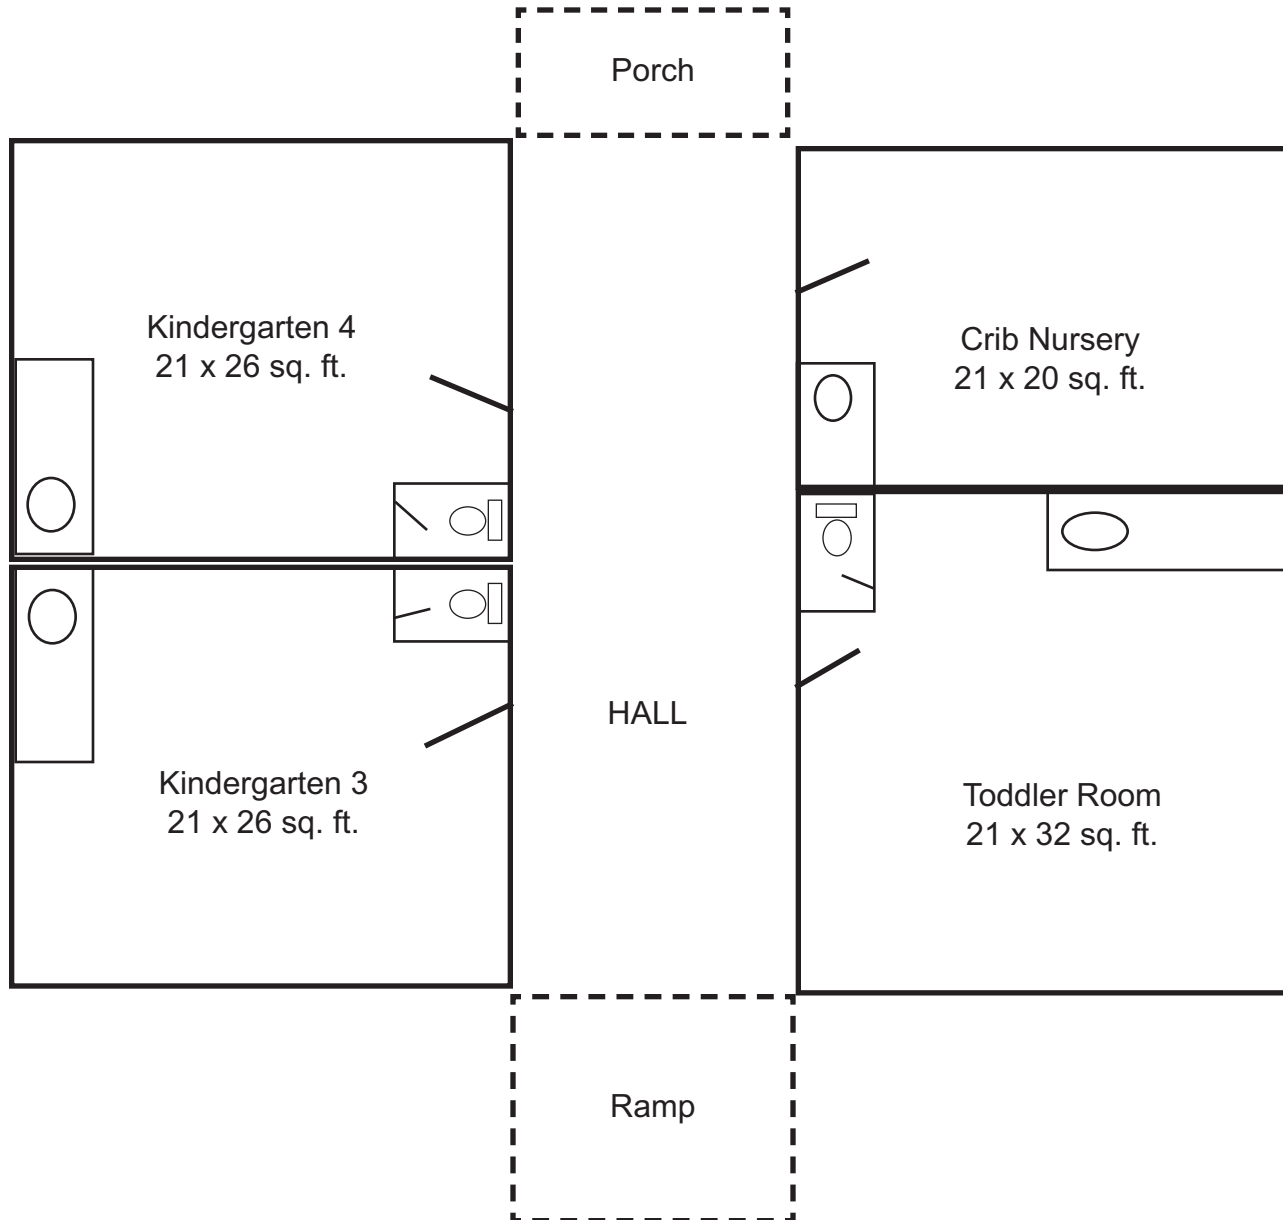 Porch
Kindergarten 4
21 x 26 sq. ft.
Crib Nursery
21 x 20 sq. ft.
HALL
Kindergarten 3
21 x 26 sq. ft.
Toddler Room
21 x 32 sq. ft.
Ramp